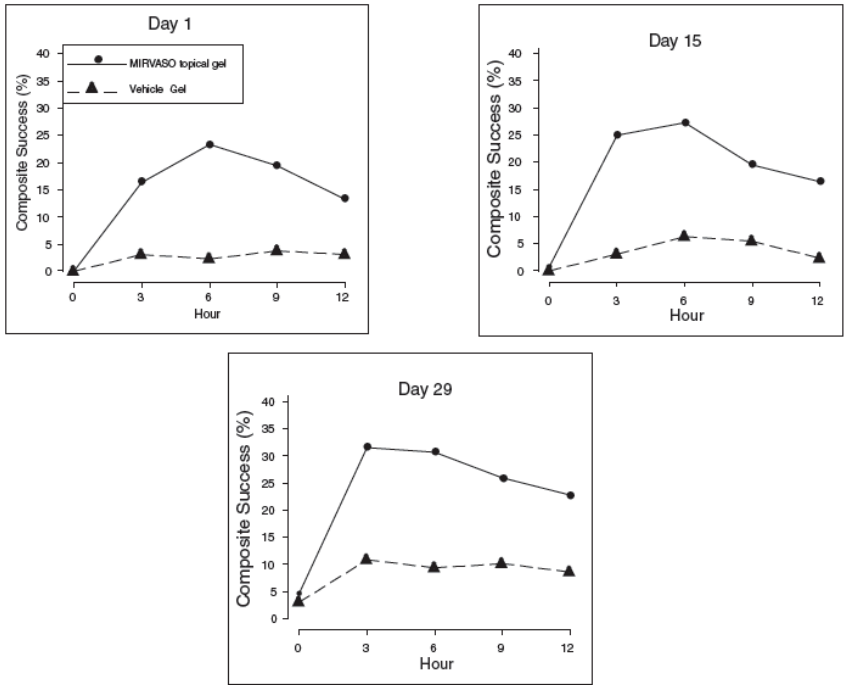 Day 1
40
35
30
25
20
15
10
5
0
Composite Success (%)
MIRVASO topical gel
Vehicle Gel
0 3 6 9 12
Hour
Day 15
40
35
30
25
20
15
10
5
0
Composite Success (%)
0 3 6 9 12
Hour
Day 29
40
35
30
25
20
15
10
5
0
Composite Success (%)
0 3 6 9 12
Hour